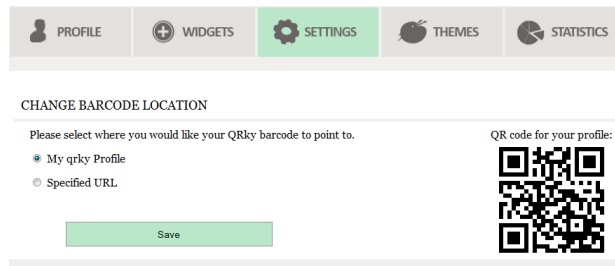 PROFILE WIDGETS SETTINGS THEMES STATISTICS
CHANGE BARCODE LOCATION
Please select where you would like your QRky barcode to point to.
QR code for your profile:
My qrky Profile
Specified URL
Save